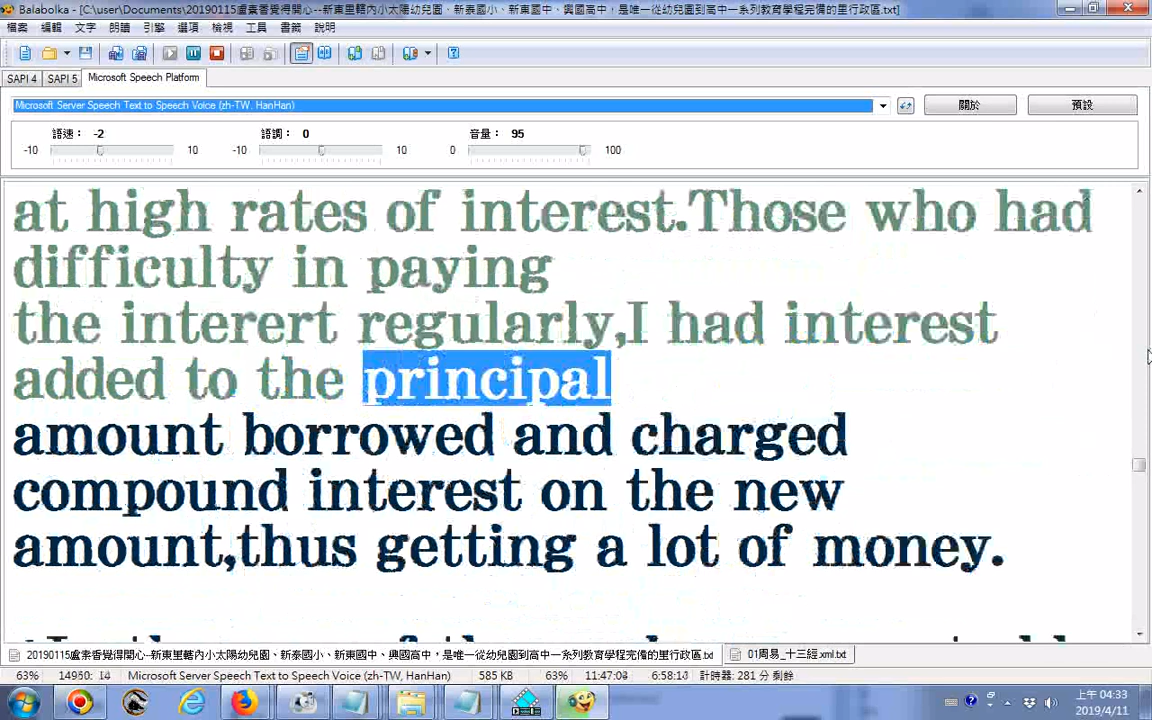 Balabolka - [C:\user\Documents\20190115盧素香覺得開心--新東里轄內小太陽幼兒園、新泰國小、新東國中、興國高中，是唯一從幼兒園到高中一系列教育學程完備的里行政區.txt]
檔案 編輯 文字 朗讀 引擎 選項 檢視 工具 書籤 說明
SAPI 4 SAPI 5 Microsoft Speech Platform
Microsoft Server Speech Text to Speech Voice (zh-TW, HanHan) 關於 預設
語速： -2 語調： 0 音量： 95
-10 10 -10 10 0 100
at high rates of interest.Those who had
difficulty in paying
the interert regularly,I had interest
added to the principal
amount borrowed and charged
compound interest on the new
amount,thus getting a lot of money.
20190115盧素香覺得開心--新東里轄內小太陽幼兒園、新泰國小、新東國中、興國高中，是唯一從幼兒園到高中一系列教育學程完備的里行政區.txt 01周易_十三經.xml.txt
63% 14950: 14 Microsoft Server Speech Text to Speech Voice (zh-TW, HanHan) 585 KB 63% 11:47:03 6:58:13 計時器: 281 分 剩餘
上午 04:33
2019/4/11